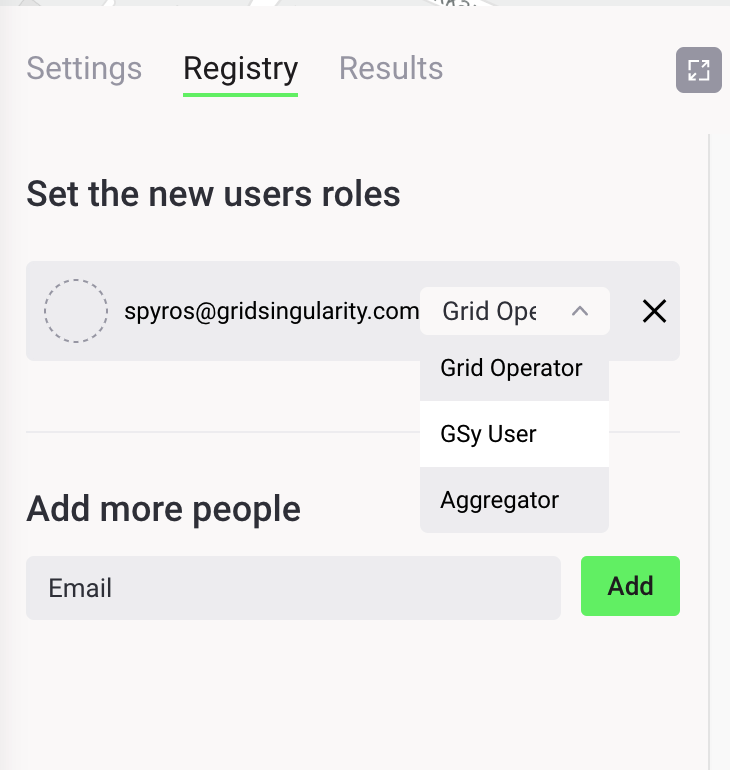 Settings Registry Results
Set the new users roles
spyros@gridsingularity.com Grid Ope
Grid Operator
GSy User
Aggregator
Add more people
Email Add